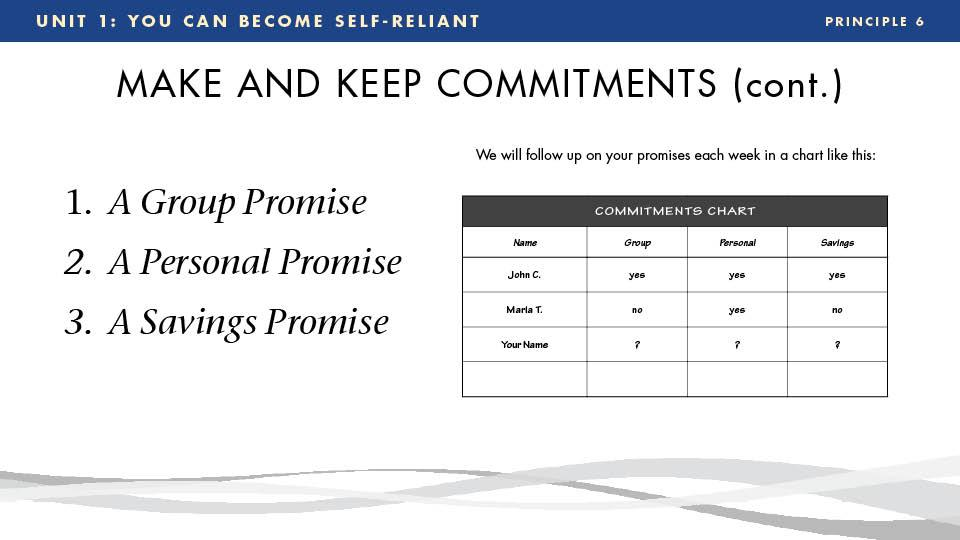 UNIT 1: YOU CAN BECOME SELF-RELIANT
PRINCIPLE 6
MAKE AND KEEP COMMITMENTS (cont.)
1. A Group Promise
2. A Personal Promise
3. A Savings Promise
We will follow up on your promises each week in a chart like this:
COMMITMENTS CHART
Name Group Personal Savings
John C. yes yes yes
Maria T. no yes no
Your Name ? ? ?